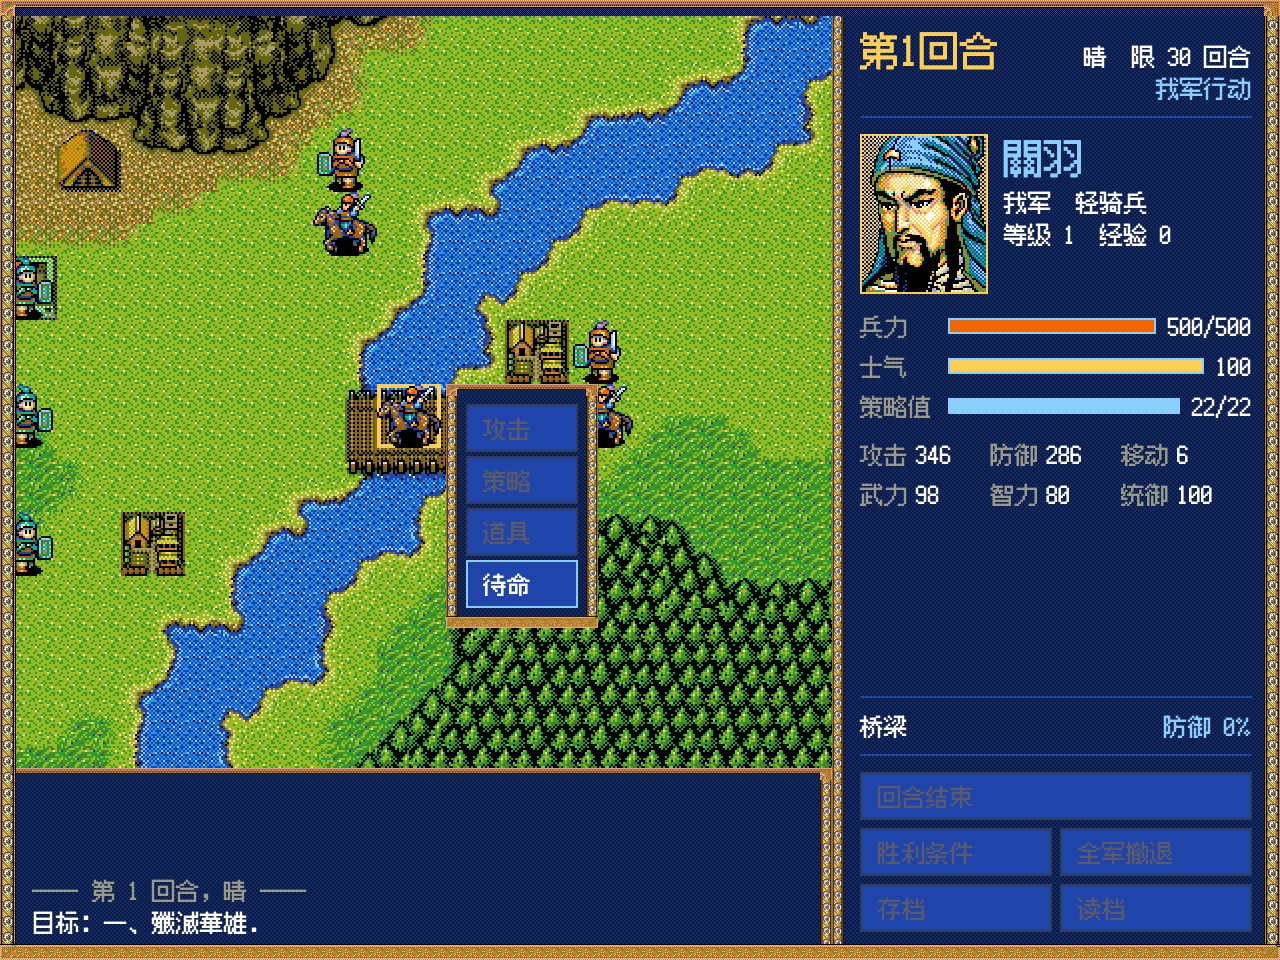 第1回合
晴 限 30 回合
我军行动
關羽
我军 轻骑兵
等级 1 经验 0
兵力 500/500
士气 100
策略值 22/22
攻击 346 防御 286 移动 6
武力 98 智力 80 统御 100
攻击
策略
道具
待命
桥梁 防御 0%
回合结束
胜利条件 全军撤退
存档 读档
—— 第 1 回合，晴 ——
目标：一、殲滅華雄．